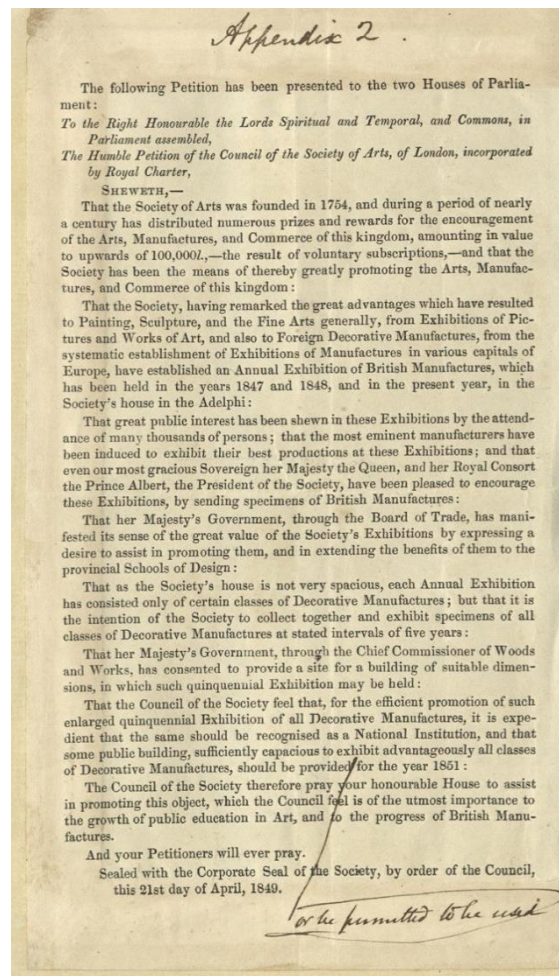 Appendix 2.
The following Petition has been presented to the two Houses of Parlia-
ment:
To the Right Honourable the Lords Spiritual and Temporal, and Commons, in
Parliament assembled,
The Humble Petition of the Council of the Society of Arts, of London, incorporated
by Royal Charter,
SHEWETH,—
That the Society of Arts was founded in 1754, and during a period of nearly
a century has distributed numerous prizes and rewards for the encouragement
of the Arts, Manufactures, and Commerce of this kingdom, amounting in value
to upwards of 100,000l.,—the result of voluntary subscriptions,—and that the
Society has been the means of thereby greatly promoting the Arts, Manufac-
tures, and Commerce of this kingdom:
That the Society, having remarked the great advantages which have resulted
to Painting, Sculpture, and the Fine Arts generally, from Exhibitions of Pic-
tures and Works of Art, and also to Foreign Decorative Manufactures, from the
systematic establishment of Exhibitions of Manufactures in various capitals of
Europe, have established an Annual Exhibition of British Manufactures, which
has been held in the years 1847 and 1848, and in the present year, in the
Society's house in the Adelphi:
That great public interest has been shewn in these Exhibitions by the attend-
ance of many thousands of persons; that the most eminent manufacturers have
been induced to exhibit their best productions at these Exhibitions; and that
even our most gracious Sovereign her Majesty the Queen, and her Royal Consort
the Prince Albert, the President of the Society, have been pleased to encourage
these Exhibitions, by sending specimens of British Manufactures:
That her Majesty's Government, through the Board of Trade, has mani-
fested its sense of the great value of the Society's Exhibitions by expressing a
desire to assist in promoting them, and in extending the benefits of them to the
provincial Schools of Design:
That as the Society's house is not very spacious, each Annual Exhibition
has consisted only of certain classes of Decorative Manufactures; but that it is
the intention of the Society to collect together and exhibit specimens of all
classes of Decorative Manufactures at stated intervals of five years:
That her Majesty's Government, through the Chief Commissioner of Woods
and Works, has consented to provide a site for a building of suitable dimen-
sions, in which such quinquennial Exhibition may be held:
That the Council of the Society feel that, for the efficient promotion of such
enlarged quinquennial Exhibition of all Decorative Manufactures, it is expe-
dient that the same should be recognised as a National Institution, and that
some public building, sufficiently capacious to exhibit advantageously all classes
of Decorative Manufactures, should be provided for the year 1851:
The Council of the Society therefore pray your honourable House to assist
in promoting this object, which the Council feel is of the utmost importance to
the growth of public education in Art, and to the progress of British Manu-
factures.
And your Petitioners will ever pray.
Sealed with the Corporate Seal of the Society, by order of the Council,
this 21st day of April, 1849.
or be permitted to be used